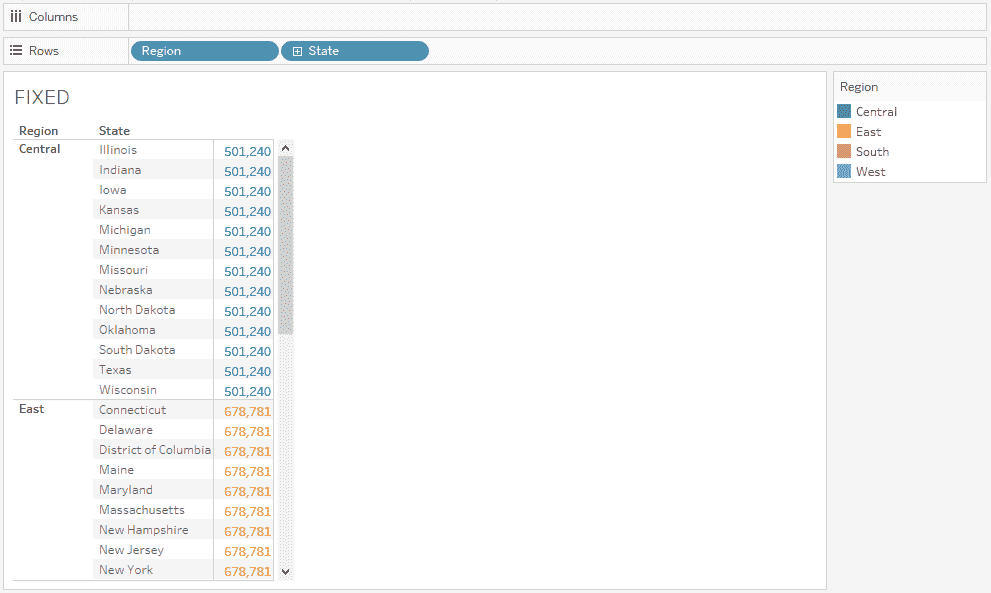 Columns
Rows Region State
FIXED
Region State
Central Illinois 501,240
Indiana 501,240
Iowa 501,240
Kansas 501,240
Michigan 501,240
Minnesota 501,240
Missouri 501,240
Nebraska 501,240
North Dakota 501,240
Oklahoma 501,240
South Dakota 501,240
Texas 501,240
Wisconsin 501,240
East Connecticut 678,781
Delaware 678,781
District of Columbia 678,781
Maine 678,781
Maryland 678,781
Massachusetts 678,781
New Hampshire 678,781
New Jersey 678,781
New York 678,781
Region
Central
East
South
West